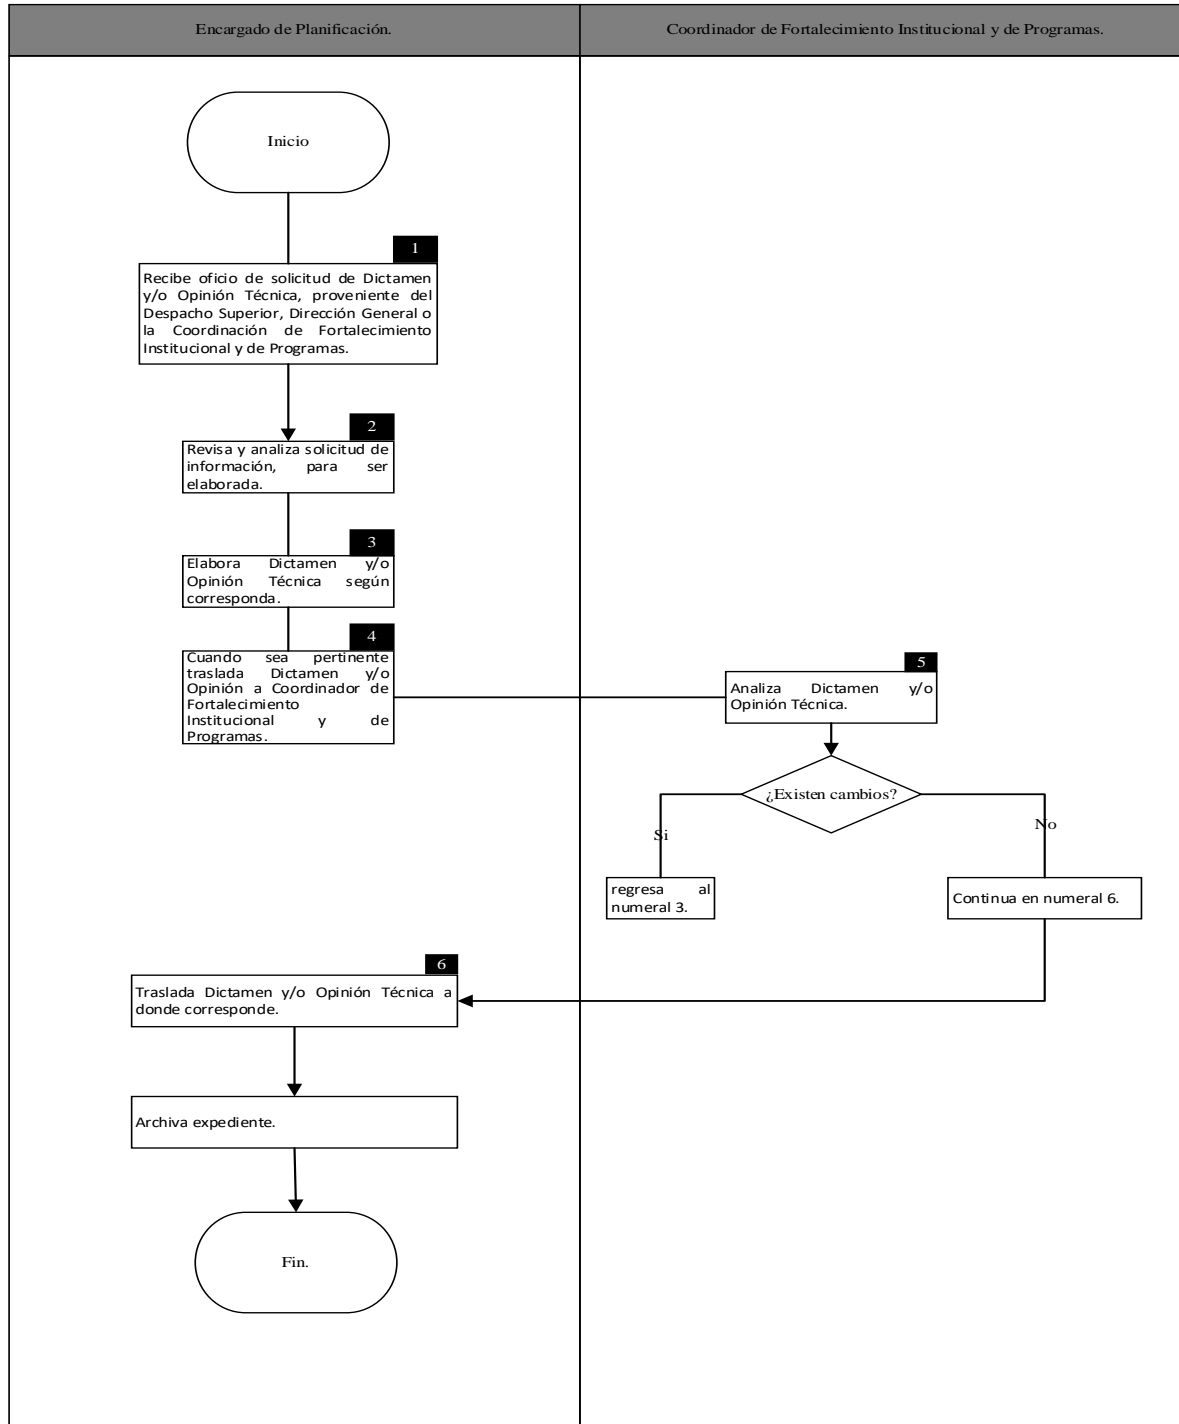 Encargado de Planificación.
Coordinador de Fortalecimiento Institucional y de Programas.
Inicio
1
Recibe oficio de solicitud de Dictamen
y/o Opinión Técnica, proveniente del
Despacho Superior, Dirección General o
la Coordinación de Fortalecimiento
Institucional y de Programas.
2
Revisa y analiza solicitud de
información, para ser
elaborada.
3
Elabora Dictamen y/o
Opinión Técnica según
corresponda.
4
Cuando sea pertinente
traslada Dictamen y/o
Opinión a Coordinador de
Fortalecimiento
Institucional y de
Programas.
5
Analiza Dictamen y/o
Opinión Técnica.
¿Existen cambios?
Si
No
regresa al
numeral 3.
Continua en numeral 6.
6
Traslada Dictamen y/o Opinión Técnica a
donde corresponde.
Archiva expediente.
Fin.